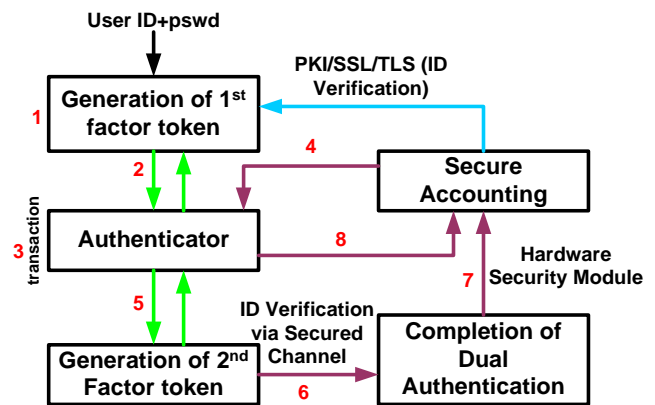 User ID+pswd
PKI/SSL/TLS (ID
Verification)
1
Generation of 1st
factor token
2
4
Secure
Accounting
3
transaction
Authenticator
8
Hardware
Security Module
7
5
ID Verification
via Secured
Channel
Generation of 2nd
Factor token
6
Completion of
Dual
Authentication